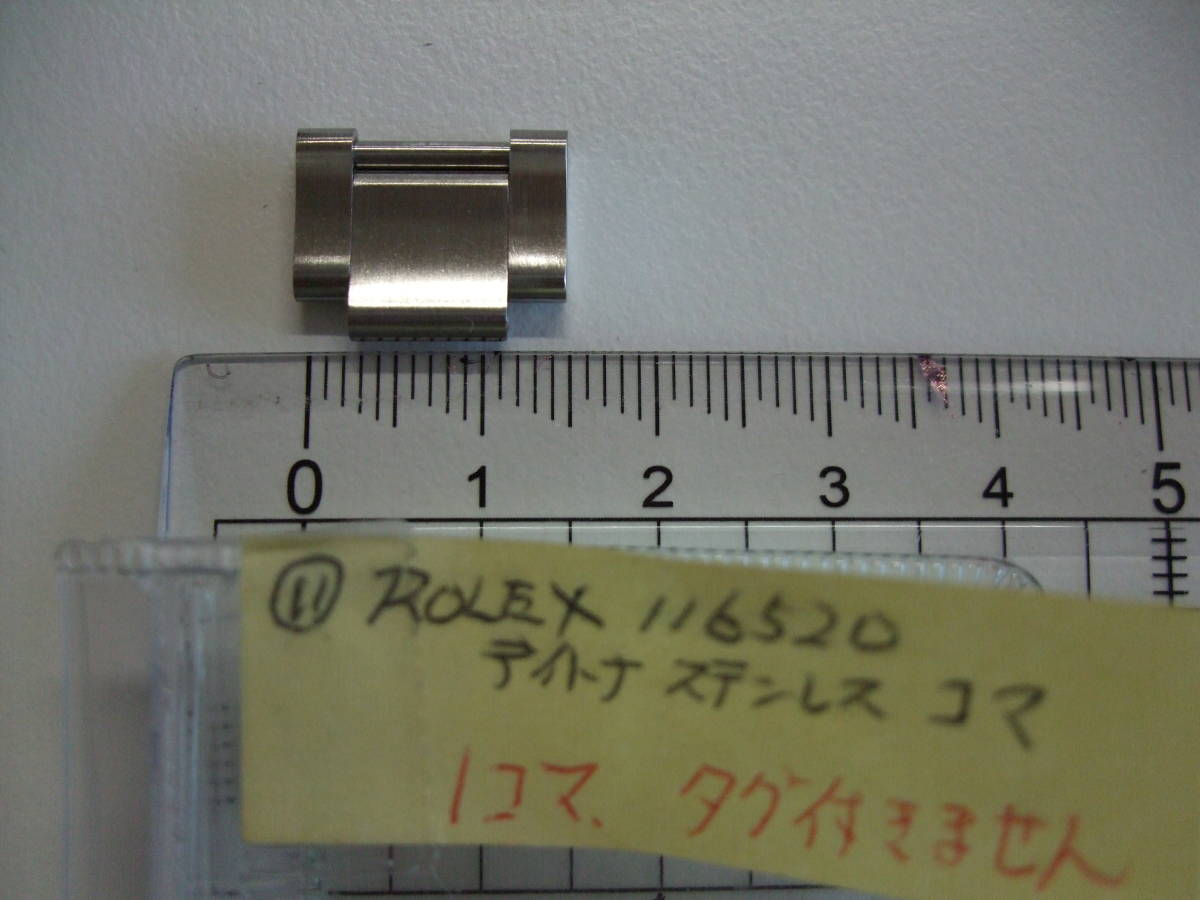 0 1 2 3 4 5
⑪ ROLEX 116520
デイトナ ステンレス コマ
1コマ、タグ付きません